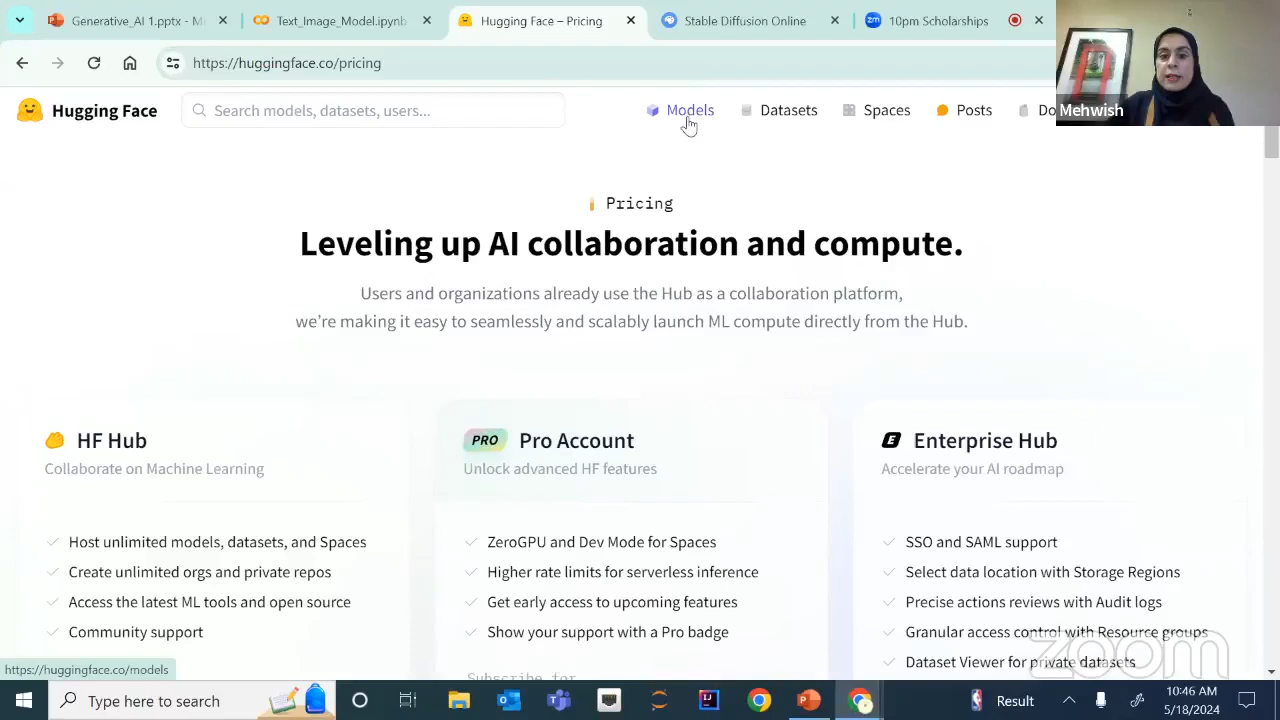 Generative_AI 1.pptx - M
Text_Image_Model.ipynb
Hugging Face – Pricing
Stable Diffusion Online
zm 10pm Scholarships
https://huggingface.co/pricing
Hugging Face
Search models, datasets, users...
Models
Datasets
Spaces
Posts
Do
Mehwish
Pricing
Leveling up AI collaboration and compute.
Users and organizations already use the Hub as a collaboration platform,
we’re making it easy to seamlessly and scalably launch ML compute directly from the Hub.
HF Hub
Collaborate on Machine Learning
Host unlimited models, datasets, and Spaces
Create unlimited orgs and private repos
Access the latest ML tools and open source
Community support
PRO Pro Account
Unlock advanced HF features
ZeroGPU and Dev Mode for Spaces
Higher rate limits for serverless inference
Get early access to upcoming features
Show your support with a Pro badge
Subscribe for
E Enterprise Hub
Accelerate your AI roadmap
SSO and SAML support
Select data location with Storage Regions
Precise actions reviews with Audit logs
Granular access control with Resource groups
Dataset Viewer for private datasets
zoom
https://huggingface.co/models
Type here to search
Result
10:46 AM
5/18/2024